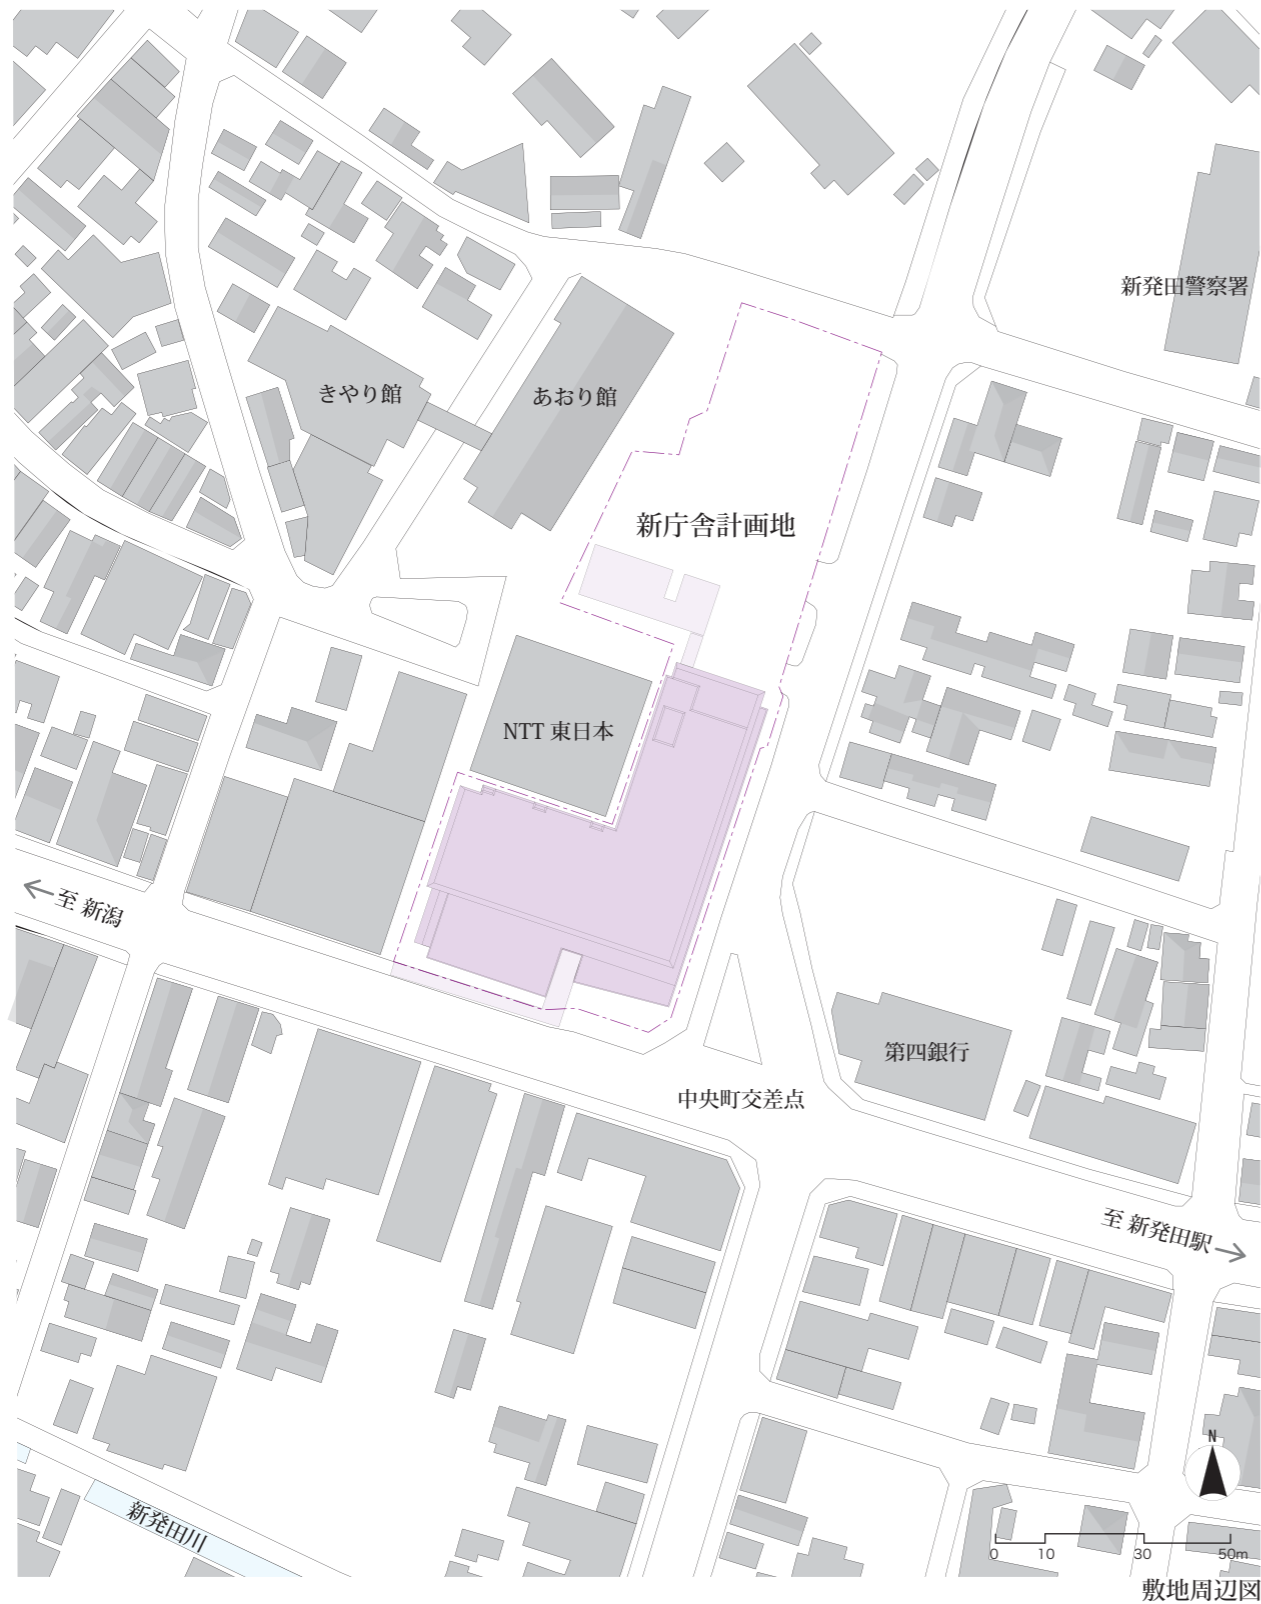 新発田警察署
きやり館
あおり館
新庁舎計画地
NTT 東日本
至 新潟
第四銀行
中央町交差点
至 新発田駅
N
新発田川
0 10 30 50m
敷地周辺図